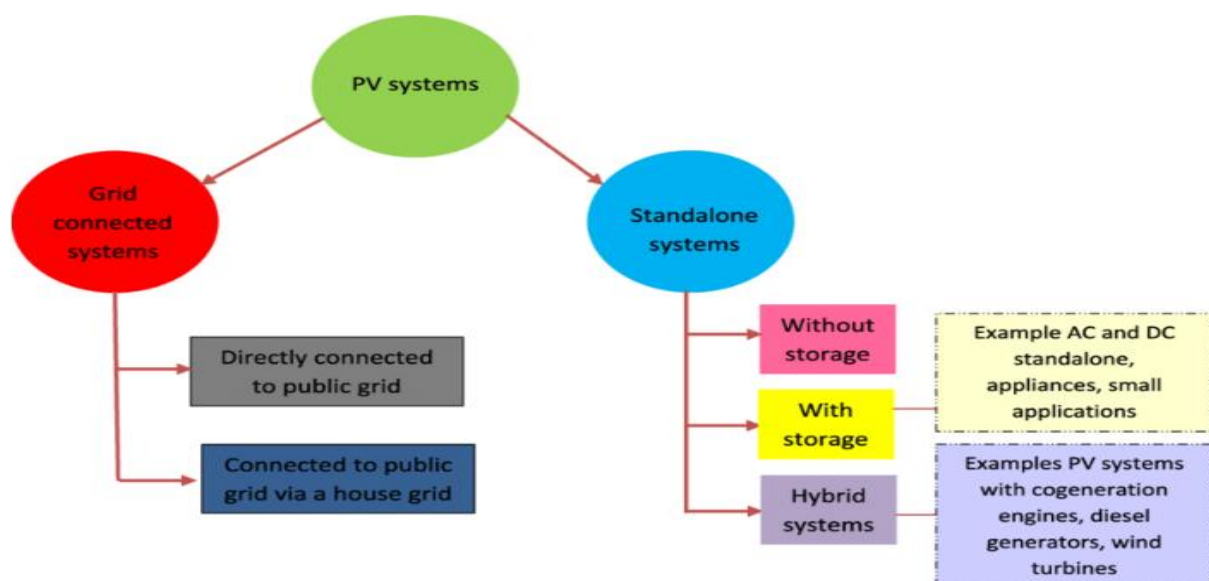 PV systems
Grid
connected
systems
Directly connected
to public grid
Connected to public
grid via a house grid
Standalone
systems
Without
storage
With
storage
Example AC and DC
standalone,
appliances, small
applications
Hybrid
systems
Examples PV systems
with cogeneration
engines, diesel
generators, wind
turbines